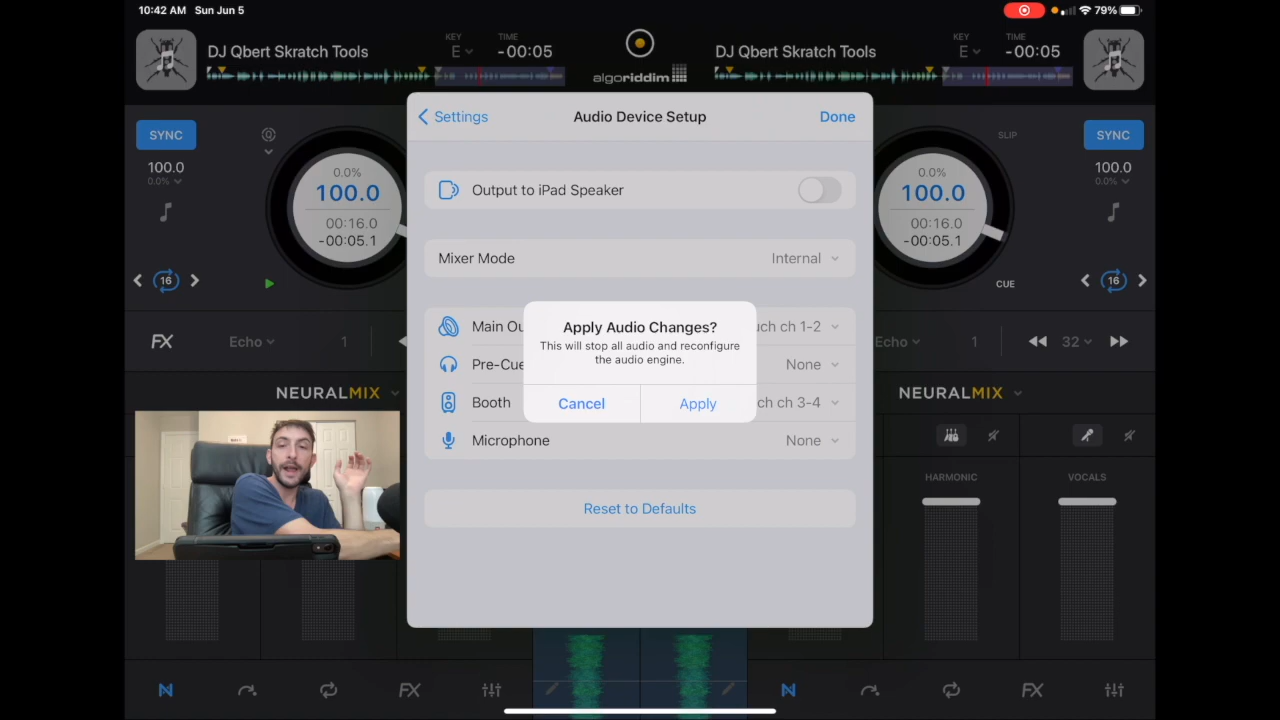 10:42 AM Sun Jun 5
79%
DJ Qbert Skratch Tools
KEY
E
TIME
-00:05
algoriddim
DJ Qbert Skratch Tools
KEY
E
TIME
-00:05
Settings
Audio Device Setup
Done
SYNC
100.0
0.0%
0.0%
100.0
00:16.0
-00:05.1
16
Output to iPad Speaker
Mixer Mode
Internal
Main Ou
uch ch 1-2
Pre-Cue
None
Booth
ch ch 3-4
Microphone
None
Reset to Defaults
Apply Audio Changes?
This will stop all audio and reconfigure
the audio engine.
Cancel
Apply
0.0%
100.0
00:16.0
-00:05.1
SLIP
CUE
SYNC
100.0
0.0%
16
FX
Echo
1
Echo
1
32
NEURALMIX
NEURALMIX
HARMONIC
VOCALS
FX
FX